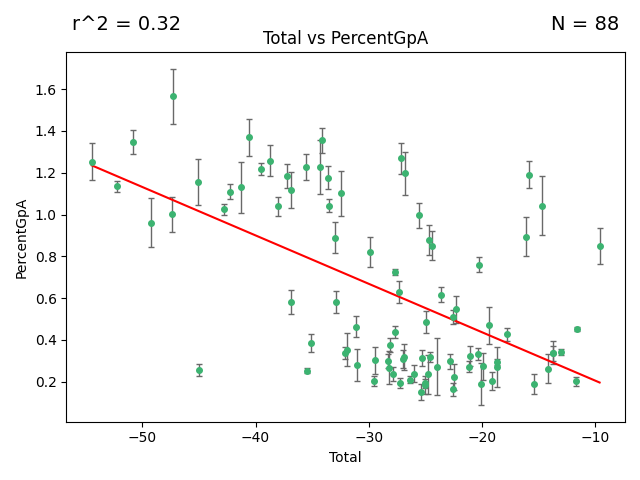 r^2 = 0.32
N = 88
Total vs PercentGpA
PercentGpA
1.6
1.4
1.2
1.0
0.8
0.6
0.4
0.2
−50
−40
−30
−20
−10
Total